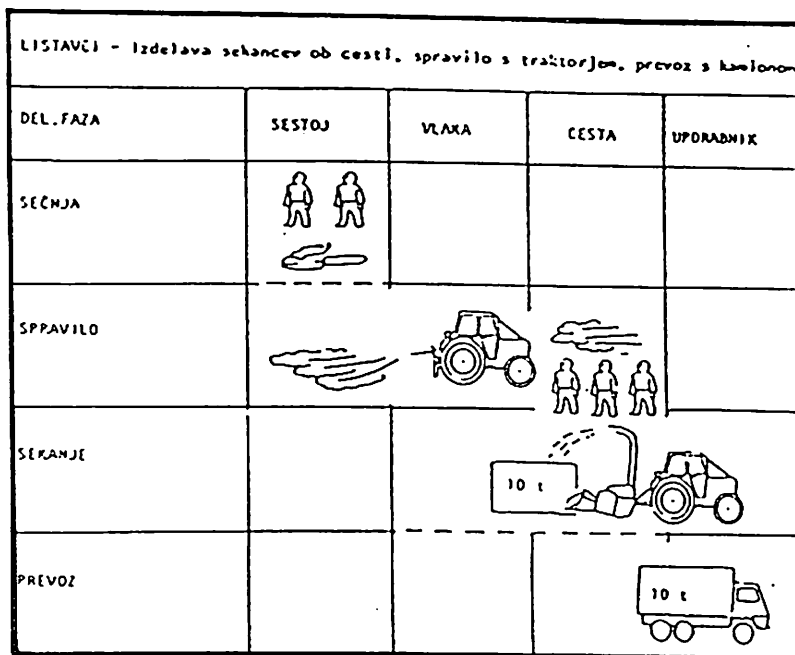 LISTAVCI - Izdelava sekancev ob cesti, spravilo s traktorjem, prevoz s kamionom
DEL.FAZA SESTOJ VLAKA CESTA UPORABNIK
SEČNJA
SPRAVILO
SEKANJE
10 t
PREVOZ
10 t